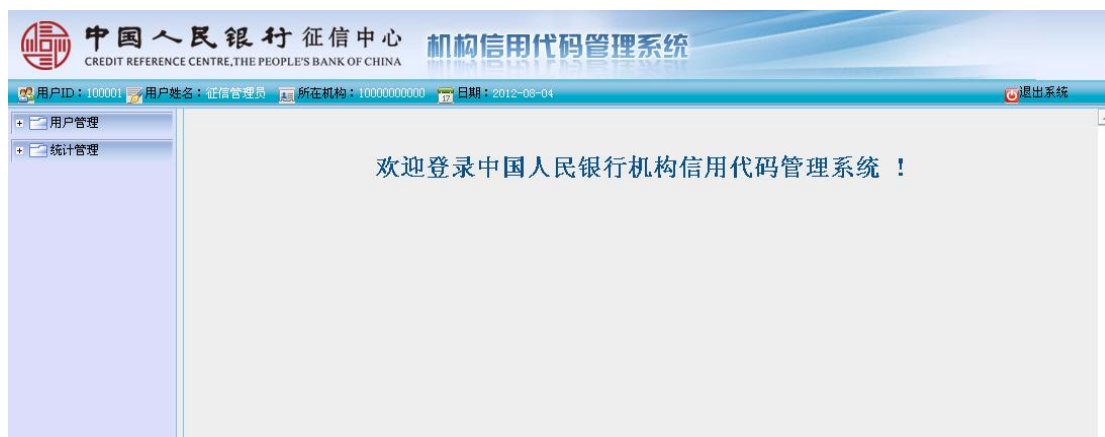 中国人民银行征信中心 机构信用代码管理系统
CREDIT REFERENCE CENTRE,THE PEOPLE'S BANK OF CHINA
用户ID：100001 用户姓名：征信管理员 所在机构：10000000000 17 日期：2012-08-04 退出系统
用户管理
统计管理
欢迎登录中国人民银行机构信用代码管理系统 ！